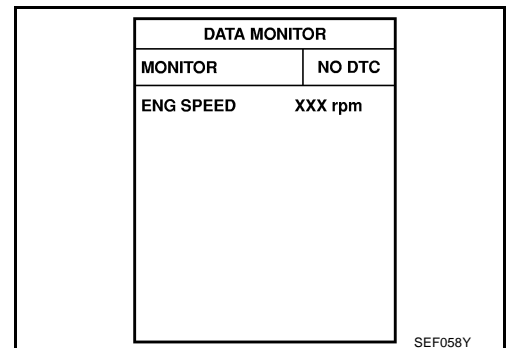 DATA MONITOR
MONITOR NO DTC
ENG SPEED XXX rpm
SEF058Y